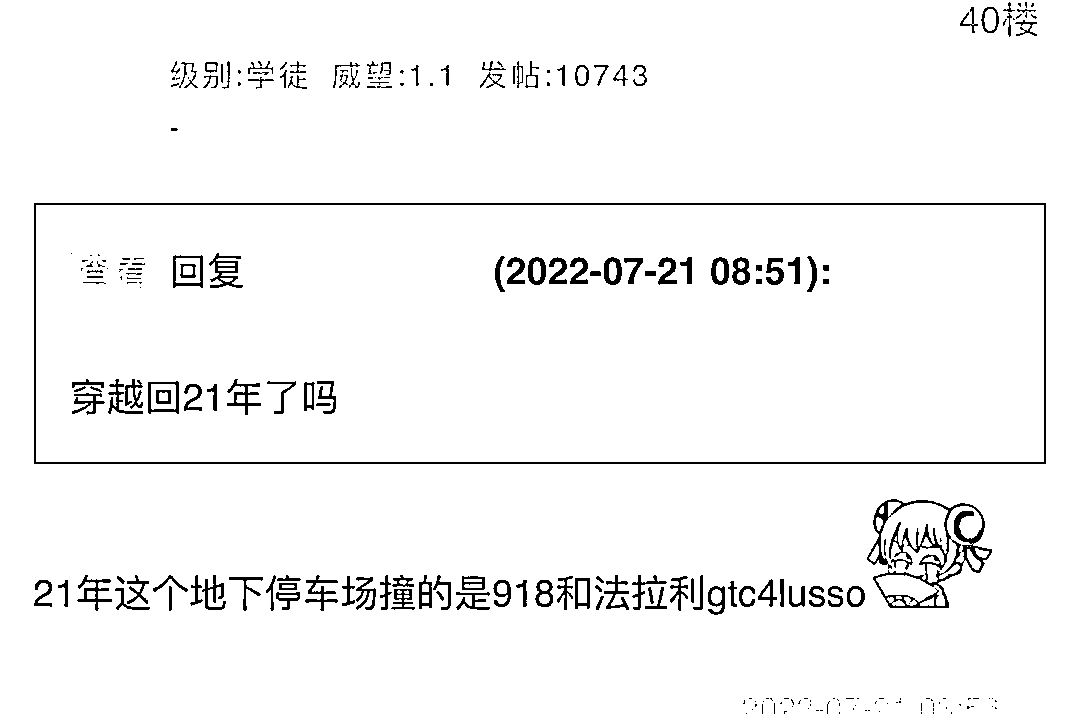 40楼
级别:学徒 威望:1.1 发帖:10743
-
查看 回复 (2022-07-21 08:51):
穿越回21年了吗
21年这个地下停车场撞的是918和法拉利gtc4lusso